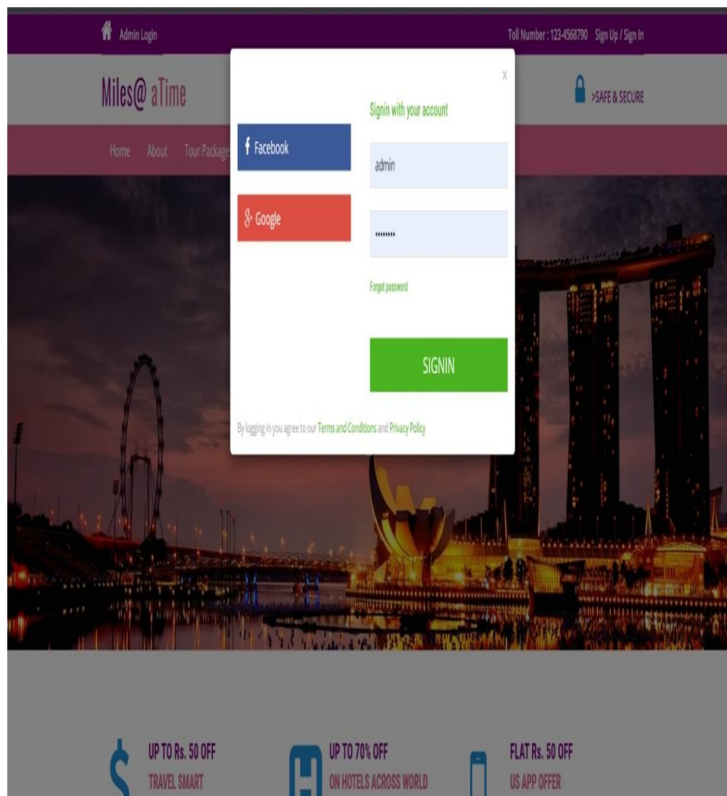 Admin Login
Toll Number : 123-4568790 Sign Up / Sign In
Miles@ aTime
>SAFE & SECURE
Home About Tour Package
x
Signin with your account
f Facebook
admin
g+ Google
••••••••
Forgot password
SIGNIN
By logging in you agree to our Terms and Conditions and Privacy Policy
UP TO Rs. 50 OFF
TRAVEL SMART
UP TO 70% OFF
ON HOTELS ACROSS WORLD
FLAT Rs. 50 OFF
US APP OFFER